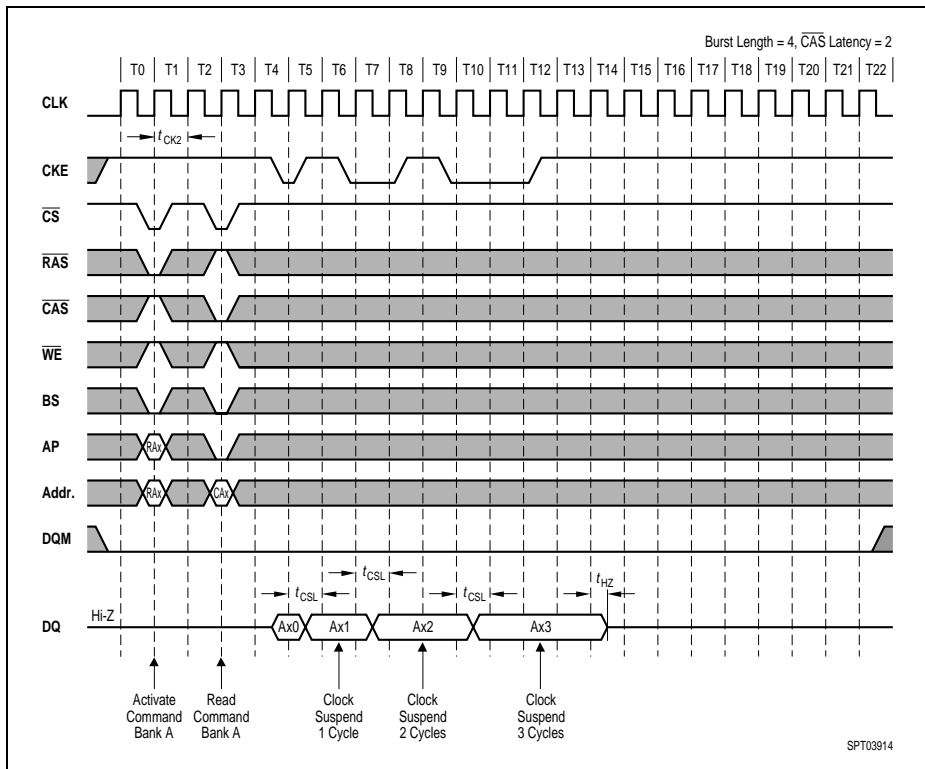 Burst Length = 4, CAS Latency = 2
T0 T1 T2 T3 T4 T5 T6 T7 T8 T9 T10 T11 T12 T13 T14 T15 T16 T17 T18 T19 T20 T21 T22
CLK
tCK2
CKE
CS
RAS
CAS
WE
BS
AP
RAx
Addr.
RAx CAx
DQM
tCSL tCSL tCSL tHZ
DQ
Hi-Z
Ax0 Ax1 Ax2 Ax3
Activate
Command
Bank A
Read
Command
Bank A
Clock
Suspend
1 Cycle
Clock
Suspend
2 Cycles
Clock
Suspend
3 Cycles
SPT03914